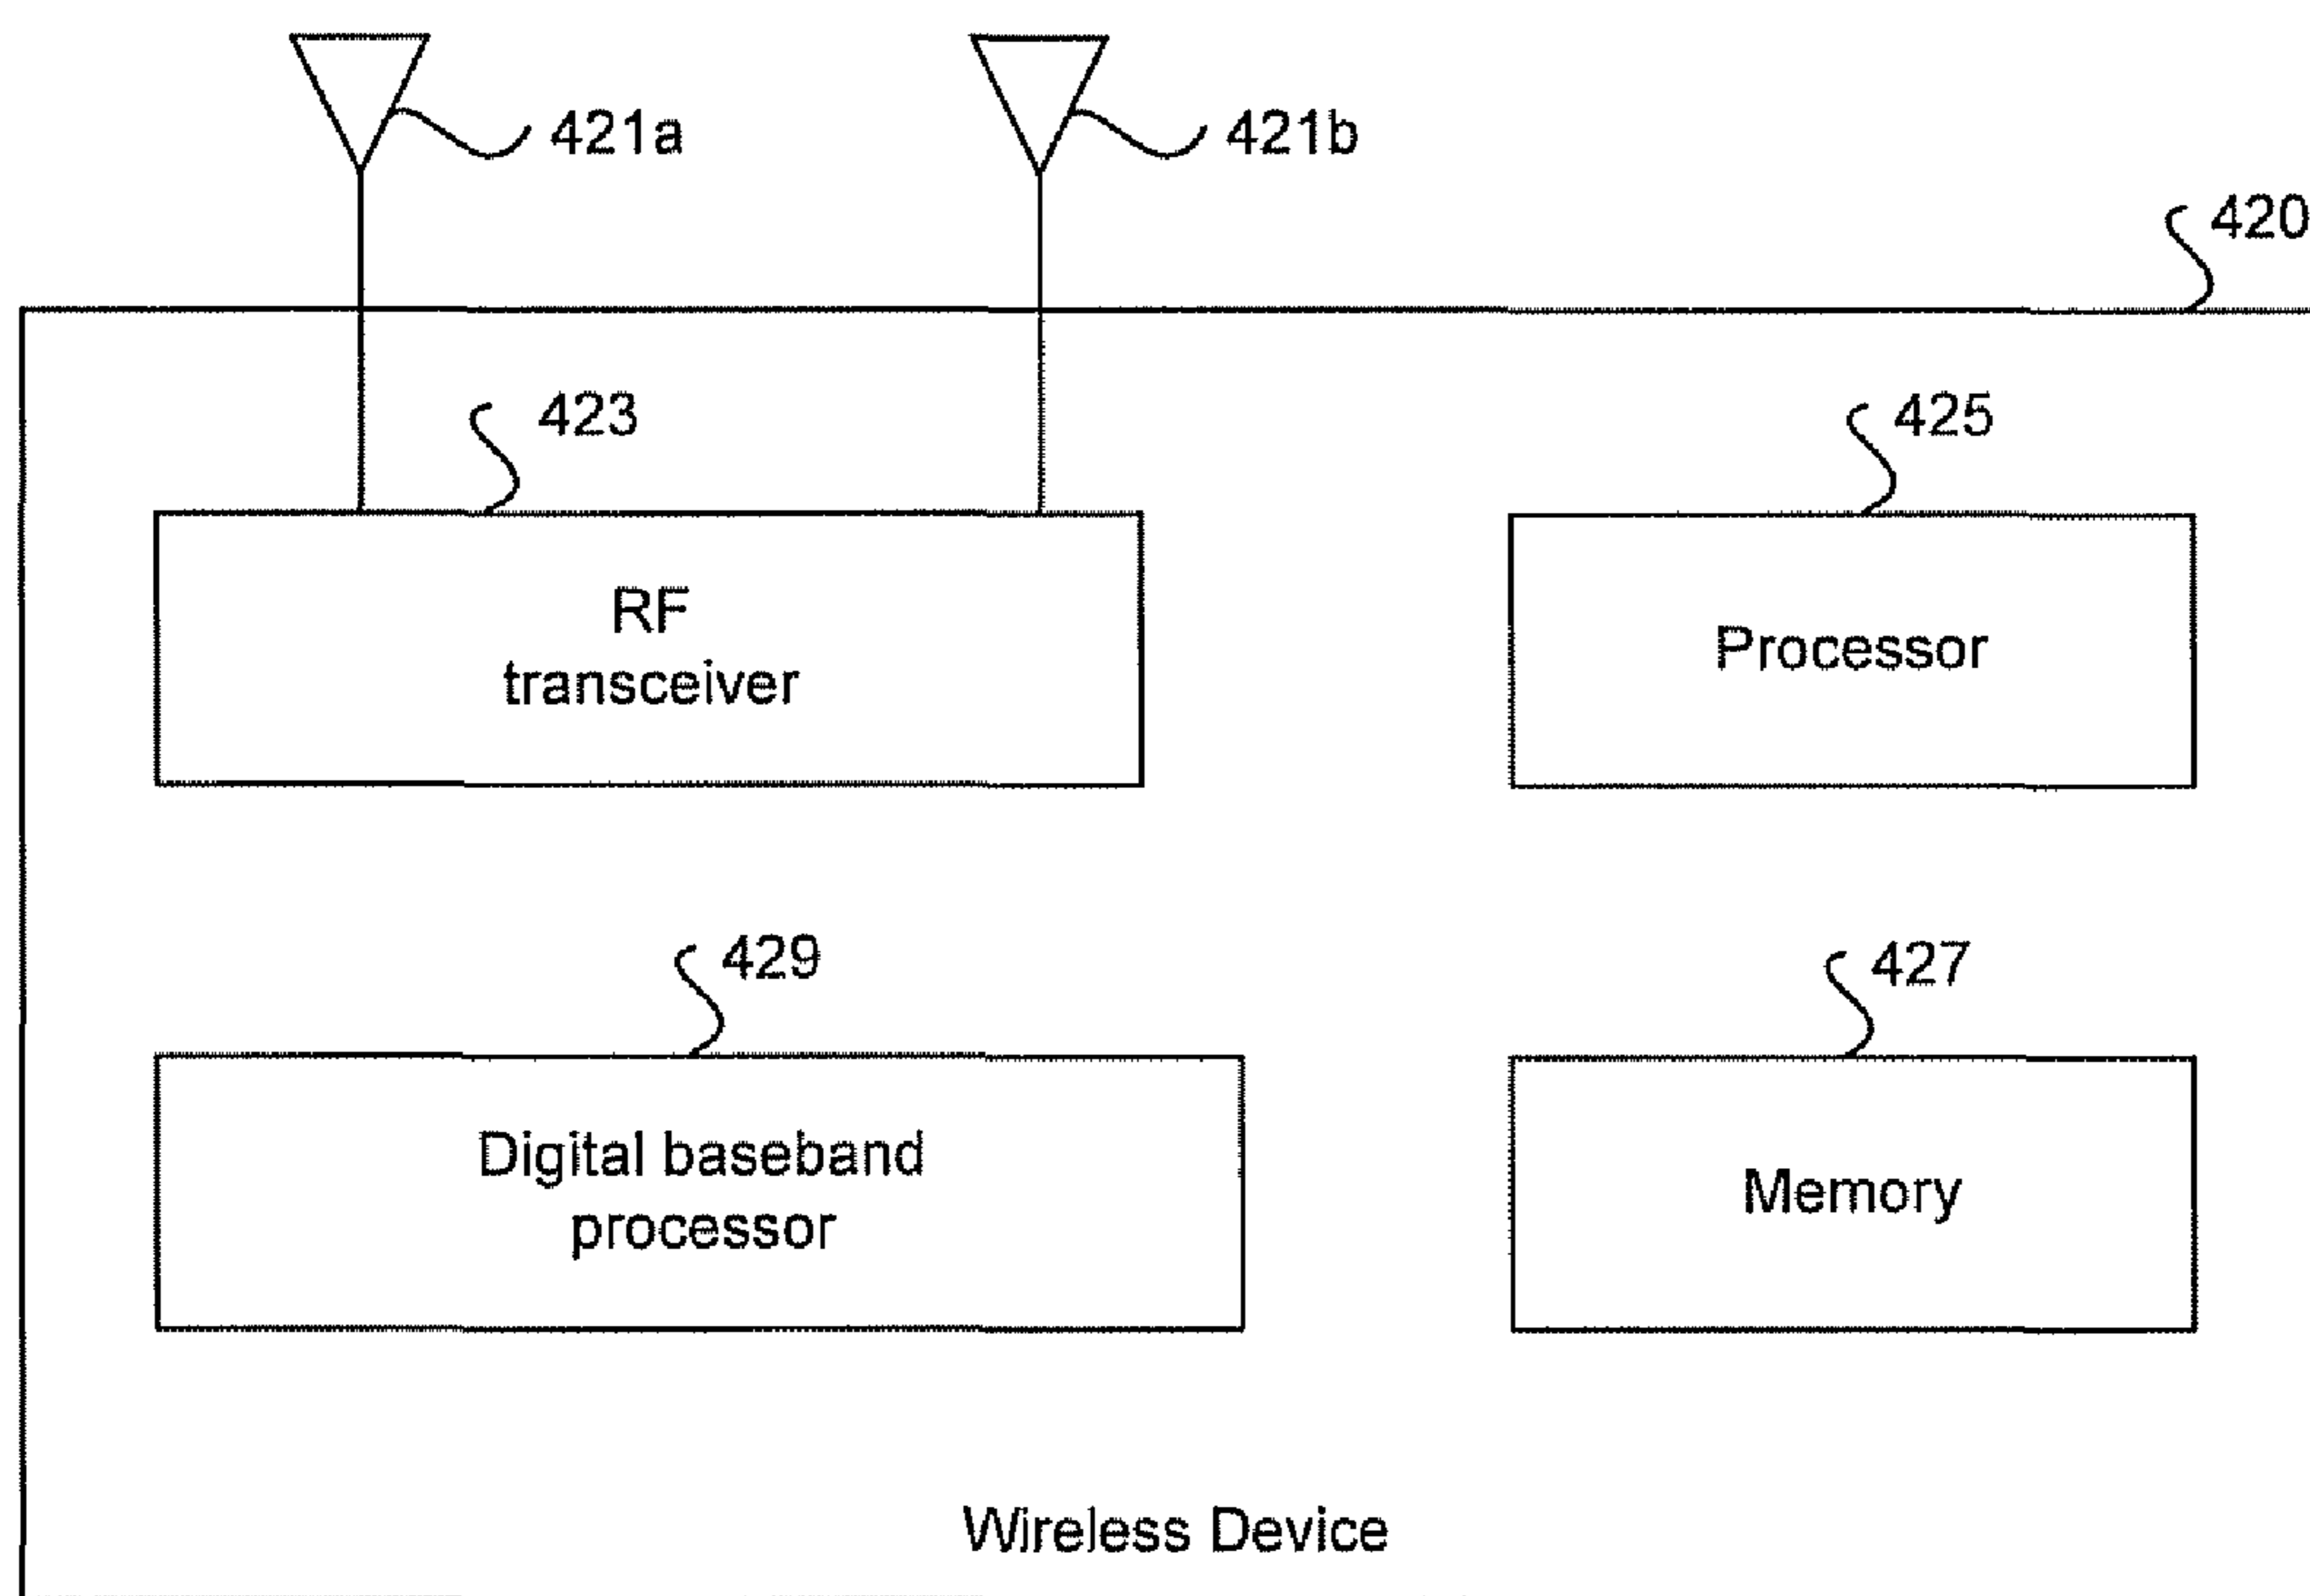 421a
421b
420
423
425
RF
transceiver
Processor
429
427
Digital baseband
processor
Memory
Wireless Device